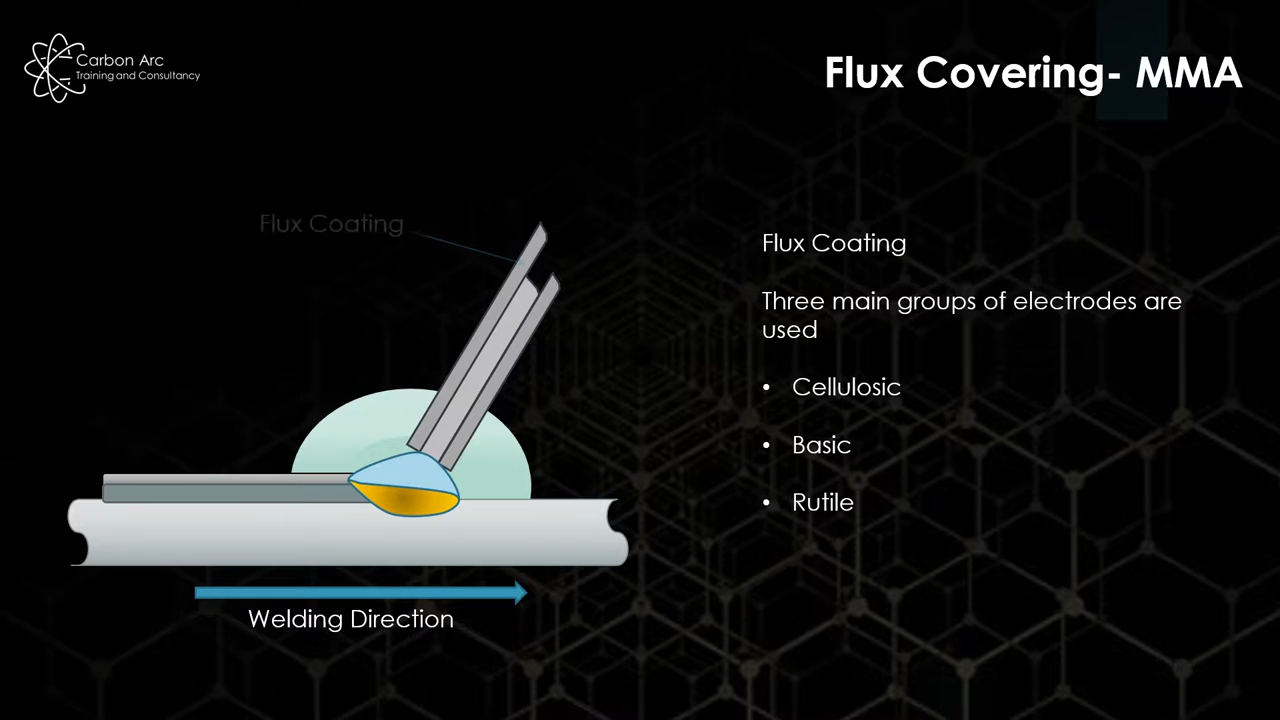 Carbon Arc
Training and Consultancy
Flux Covering- MMA
Flux Coating
Flux Coating
Three main groups of electrodes are
used
• Cellulosic
• Basic
• Rutile
Welding Direction